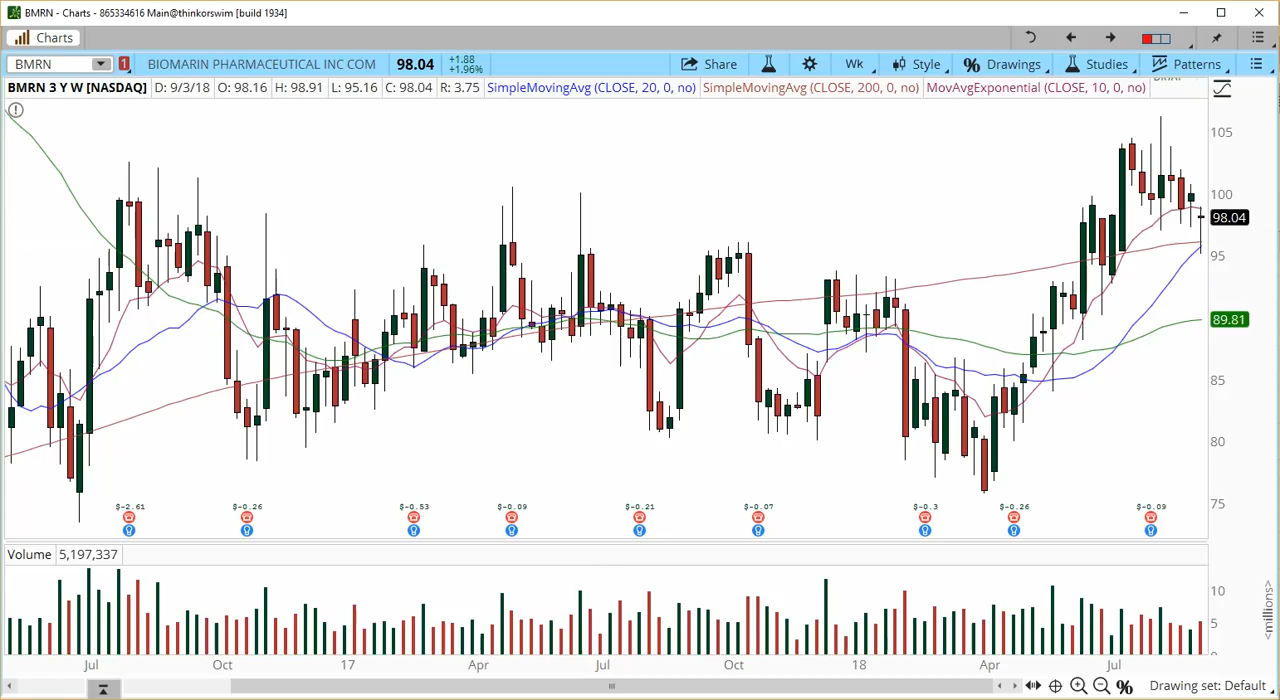 BMRN - Charts - 865334616 Main@thinkorswim [build 1934]
Charts
BMRN 1 BIOMARIN PHARMACEUTICAL INC COM 98.04 +1.88 +1.96% Share Wk Style % Drawings Studies Patterns
BMRN 3 Y W [NASDAQ] D: 9/3/18 O: 98.16 H: 98.91 L: 95.16 C: 98.04 R: 3.75 SimpleMovingAvg (CLOSE, 20, 0, no) SimpleMovingAvg (CLOSE, 200, 0, no) MovAvgExponential (CLOSE, 10, 0, no)
105
100
98.04
95
89.81
85
80
75
$-2.61 $-0.26 $-0.53 $-0.09 $-0.21 $-0.07 $-0.3 $-0.26 $-0.09
Volume 5,197,337
10
5
<millions>
Jul Oct 17 Apr Jul Oct 18 Apr Jul
% Drawing set: Default